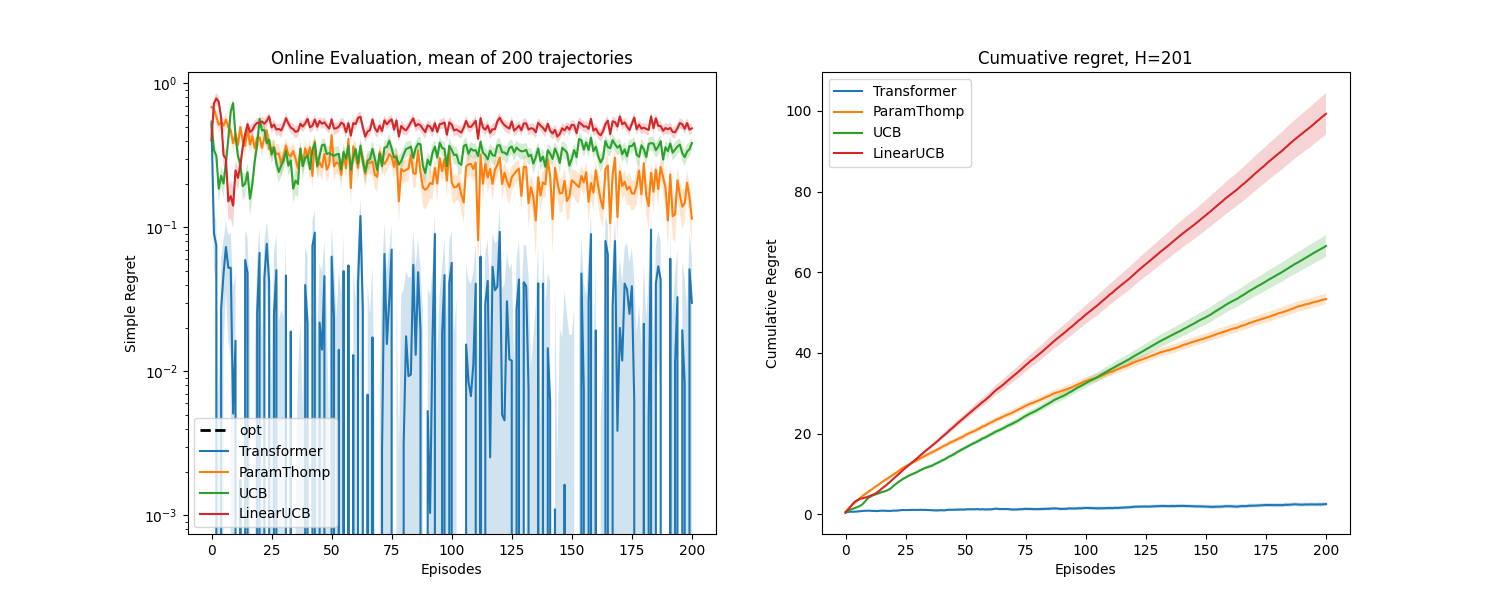 Online Evaluation, mean of 200 trajectories
Simple Regret
10⁰
10⁻¹
10⁻²
10⁻³
opt
Transformer
ParamThomp
UCB
LinearUCB
0 25 50 75 100 125 150 175 200
Episodes
Cumuative regret, H=201
Cumulative Regret
100
80
60
40
20
0
Transformer
ParamThomp
UCB
LinearUCB
0 25 50 75 100 125 150 175 200
Episodes